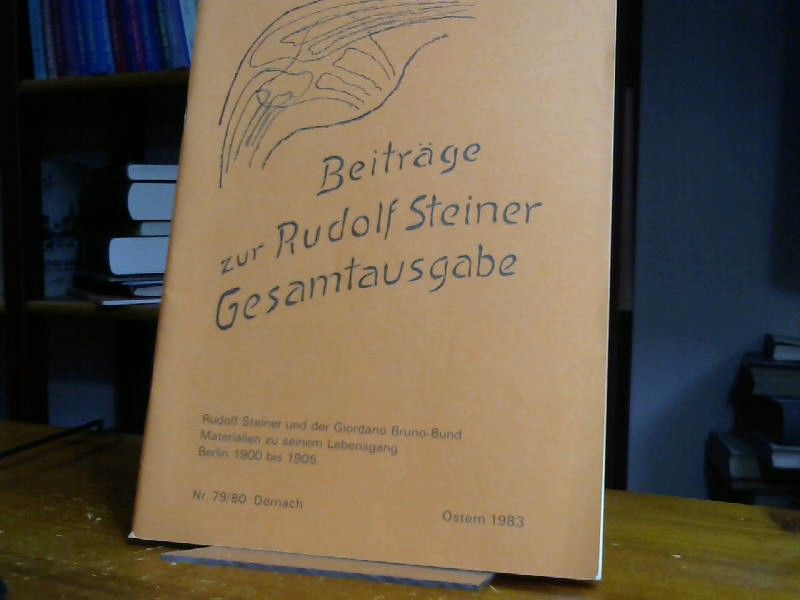 Beiträge
zur Rudolf Steiner
Gesamtausgabe
Rudolf Steiner und der Giordano Bruno-Bund
Materialien zu seinem Lebensgang
Berlin 1900 bis 1905
Nr. 79/80 Dornach
Ostern 1983